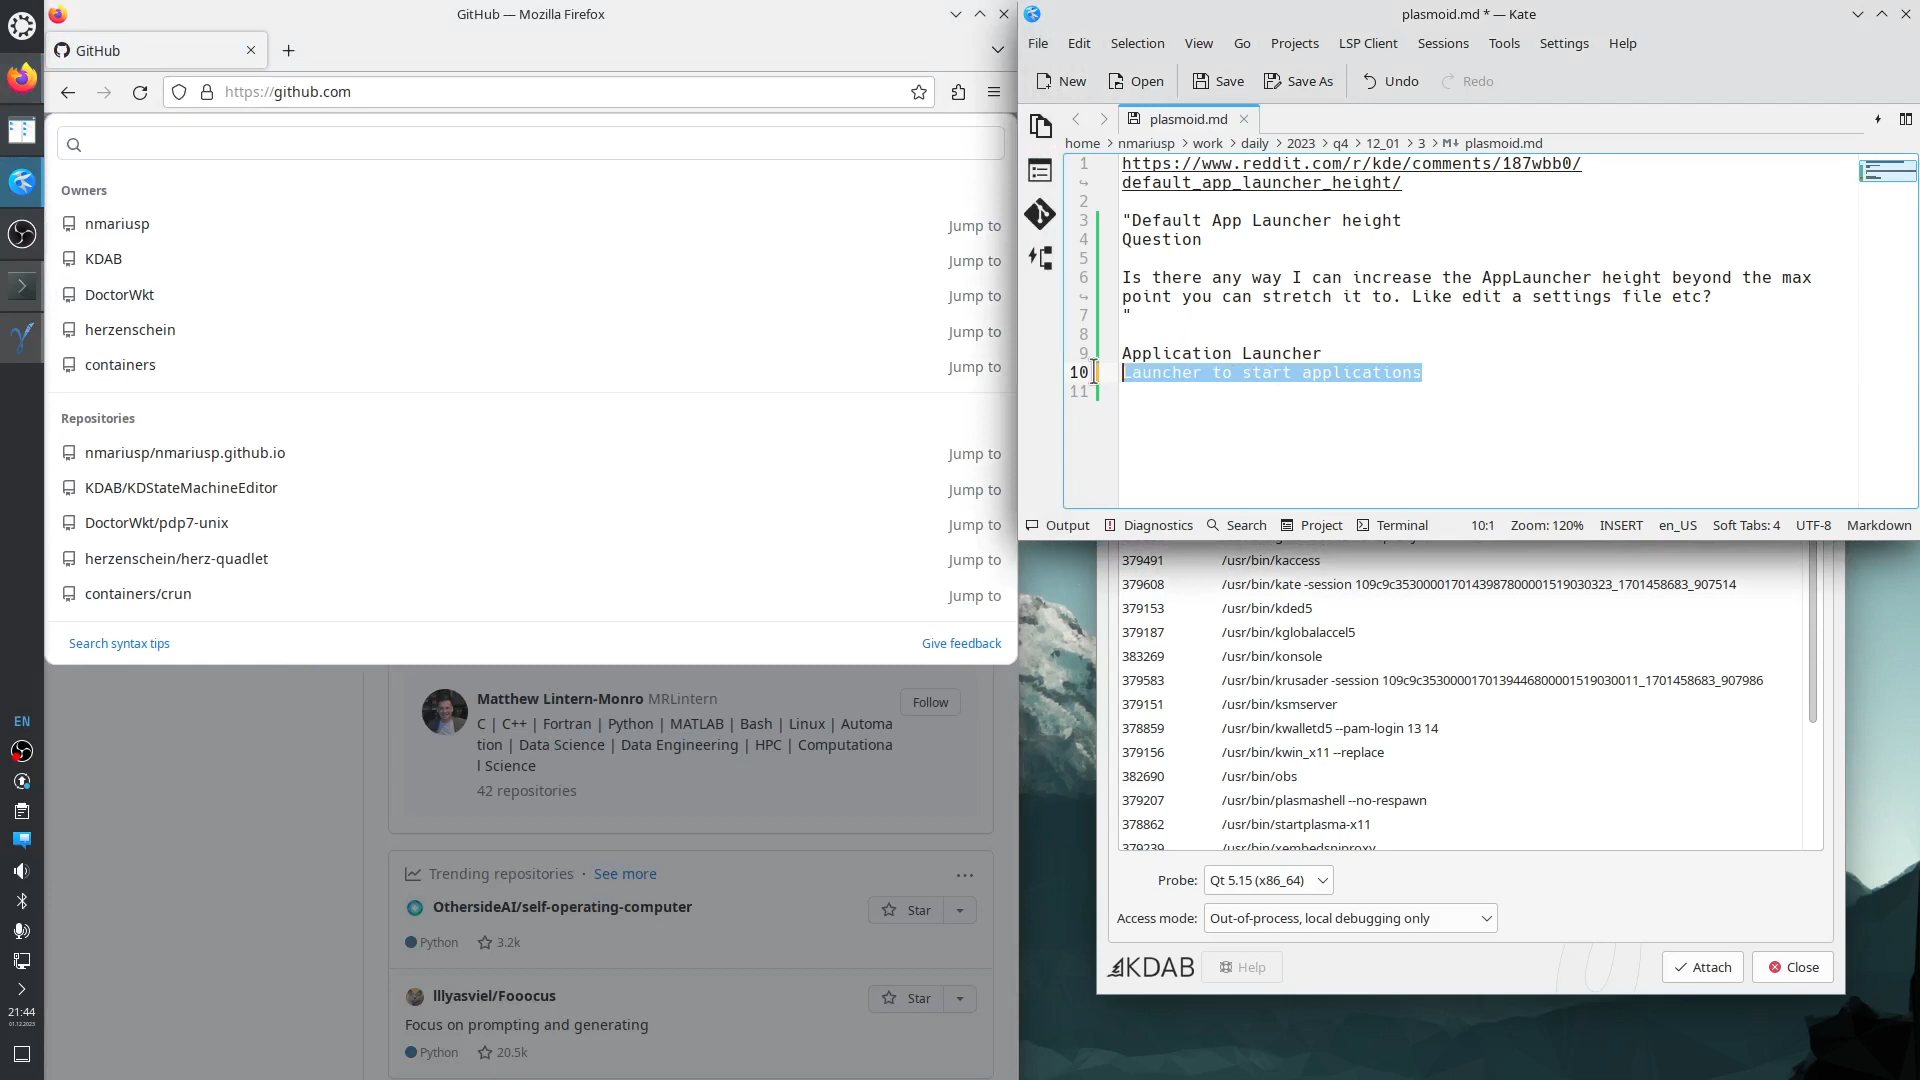 GitHub — Mozilla Firefox
GitHub
https://github.com
Owners
nmariusp Jump to
KDAB Jump to
DoctorWkt Jump to
herzenschein Jump to
containers Jump to
Repositories
nmariusp/nmariusp.github.io Jump to
KDAB/KDStateMachineEditor Jump to
DoctorWkt/pdp7-unix Jump to
herzenschein/herz-quadlet Jump to
containers/crun Jump to
Search syntax tips Give feedback
Matthew Lintern-Monro MRLintern Follow
C | C++ | Fortran | Python | MATLAB | Bash | Linux | Automa
tion | Data Science | Data Engineering | HPC | Computationa
l Science
42 repositories
Trending repositories · See more
OthersideAI/self-operating-computer Star
Python 3.2k
lllyasviel/Fooocus Star
Focus on prompting and generating
Python 20.5k
EN
21:44
01.12.2023
plasmoid.md * — Kate
File Edit Selection View Go Projects LSP Client Sessions Tools Settings Help
New Open Save Save As Undo Redo
plasmoid.md
home > nmariusp > work > daily > 2023 > q4 > 12_01 > 3 > M↓ plasmoid.md
1 https://www.reddit.com/r/kde/comments/187wbb0/
default_app_launcher_height/
2
3 "Default App Launcher height
4 Question
5
6 Is there any way I can increase the AppLauncher height beyond the max
point you can stretch it to. Like edit a settings file etc?
7 "
8
9 Application Launcher
10 Launcher to start applications
11
Output Diagnostics Search Project Terminal 10:1 Zoom: 120% INSERT en_US Soft Tabs: 4 UTF-8 Markdown
379491 /usr/bin/kaccess
379608 /usr/bin/kate -session 109c9c3530000170143987800001519030323_1701458683_907514
379153 /usr/bin/kded5
379187 /usr/bin/kglobalaccel5
383269 /usr/bin/konsole
379583 /usr/bin/krusader -session 109c9c3530000170139446800001519030011_1701458683_907986
379151 /usr/bin/ksmserver
378859 /usr/bin/kwalletd5 --pam-login 13 14
379156 /usr/bin/kwin_x11 --replace
382690 /usr/bin/obs
379207 /usr/bin/plasmashell --no-respawn
378862 /usr/bin/startplasma-x11
379239 /usr/bin/xembedsniproxy
Probe: Qt 5.15 (x86_64)
Access mode: Out-of-process, local debugging only
KDAB Help Attach Close